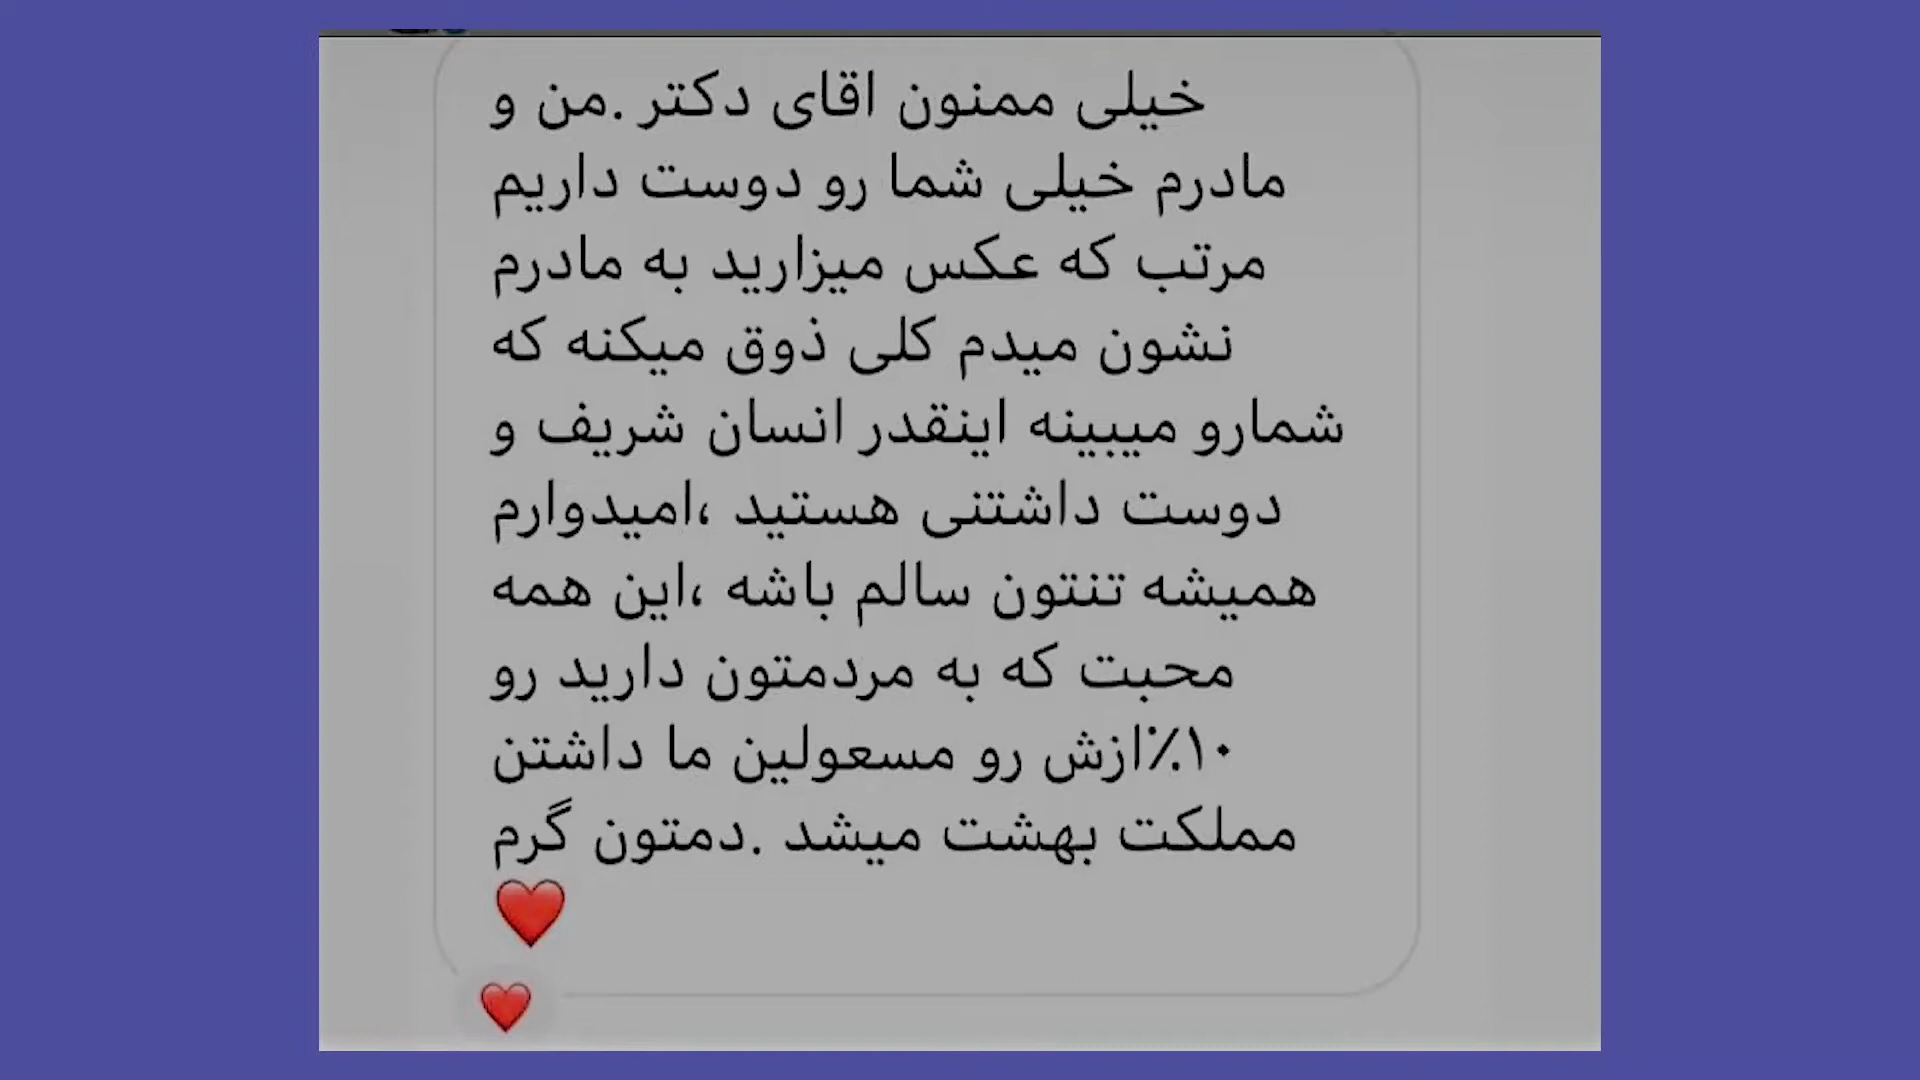 خیلی ممنون اقای دکتر .من و
مادرم خیلی شما رو دوست داریم
مرتب که عکس میزارید به مادرم
نشون میدم کلی ذوق میکنه که
شمارو میبینه اینقدر انسان شریف و
دوست داشتنی هستید ،امیدوارم
همیشه تنتون سالم باشه ،این همه
محبت که به مردمتون دارید رو
۱۰٪ازش رو مسعولین ما داشتن
مملکت بهشت میشد .دمتون گرم
❤️
❤️